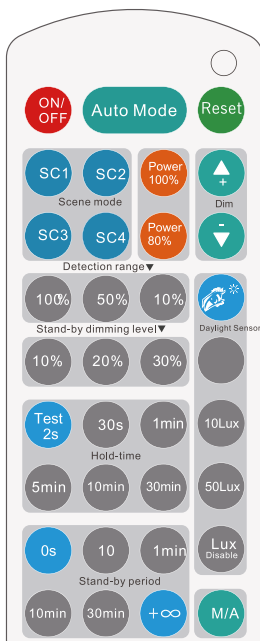 ON/
OFF
Auto Mode
Reset
SC1
SC2
Power
100%
▲
+
Scene mode
Dim
SC3
SC4
Power
80%
-
▼
Detection range▼
100%
50%
10%
Stand-by dimming level▼
Daylight Sensor
10%
20%
30%
Test
2s
30s
1min
10Lux
Hold-time
5min
10min
30min
50Lux
0s
10
1min
Lux
Disable
Stand-by period
10min
30min
+∞
M/A